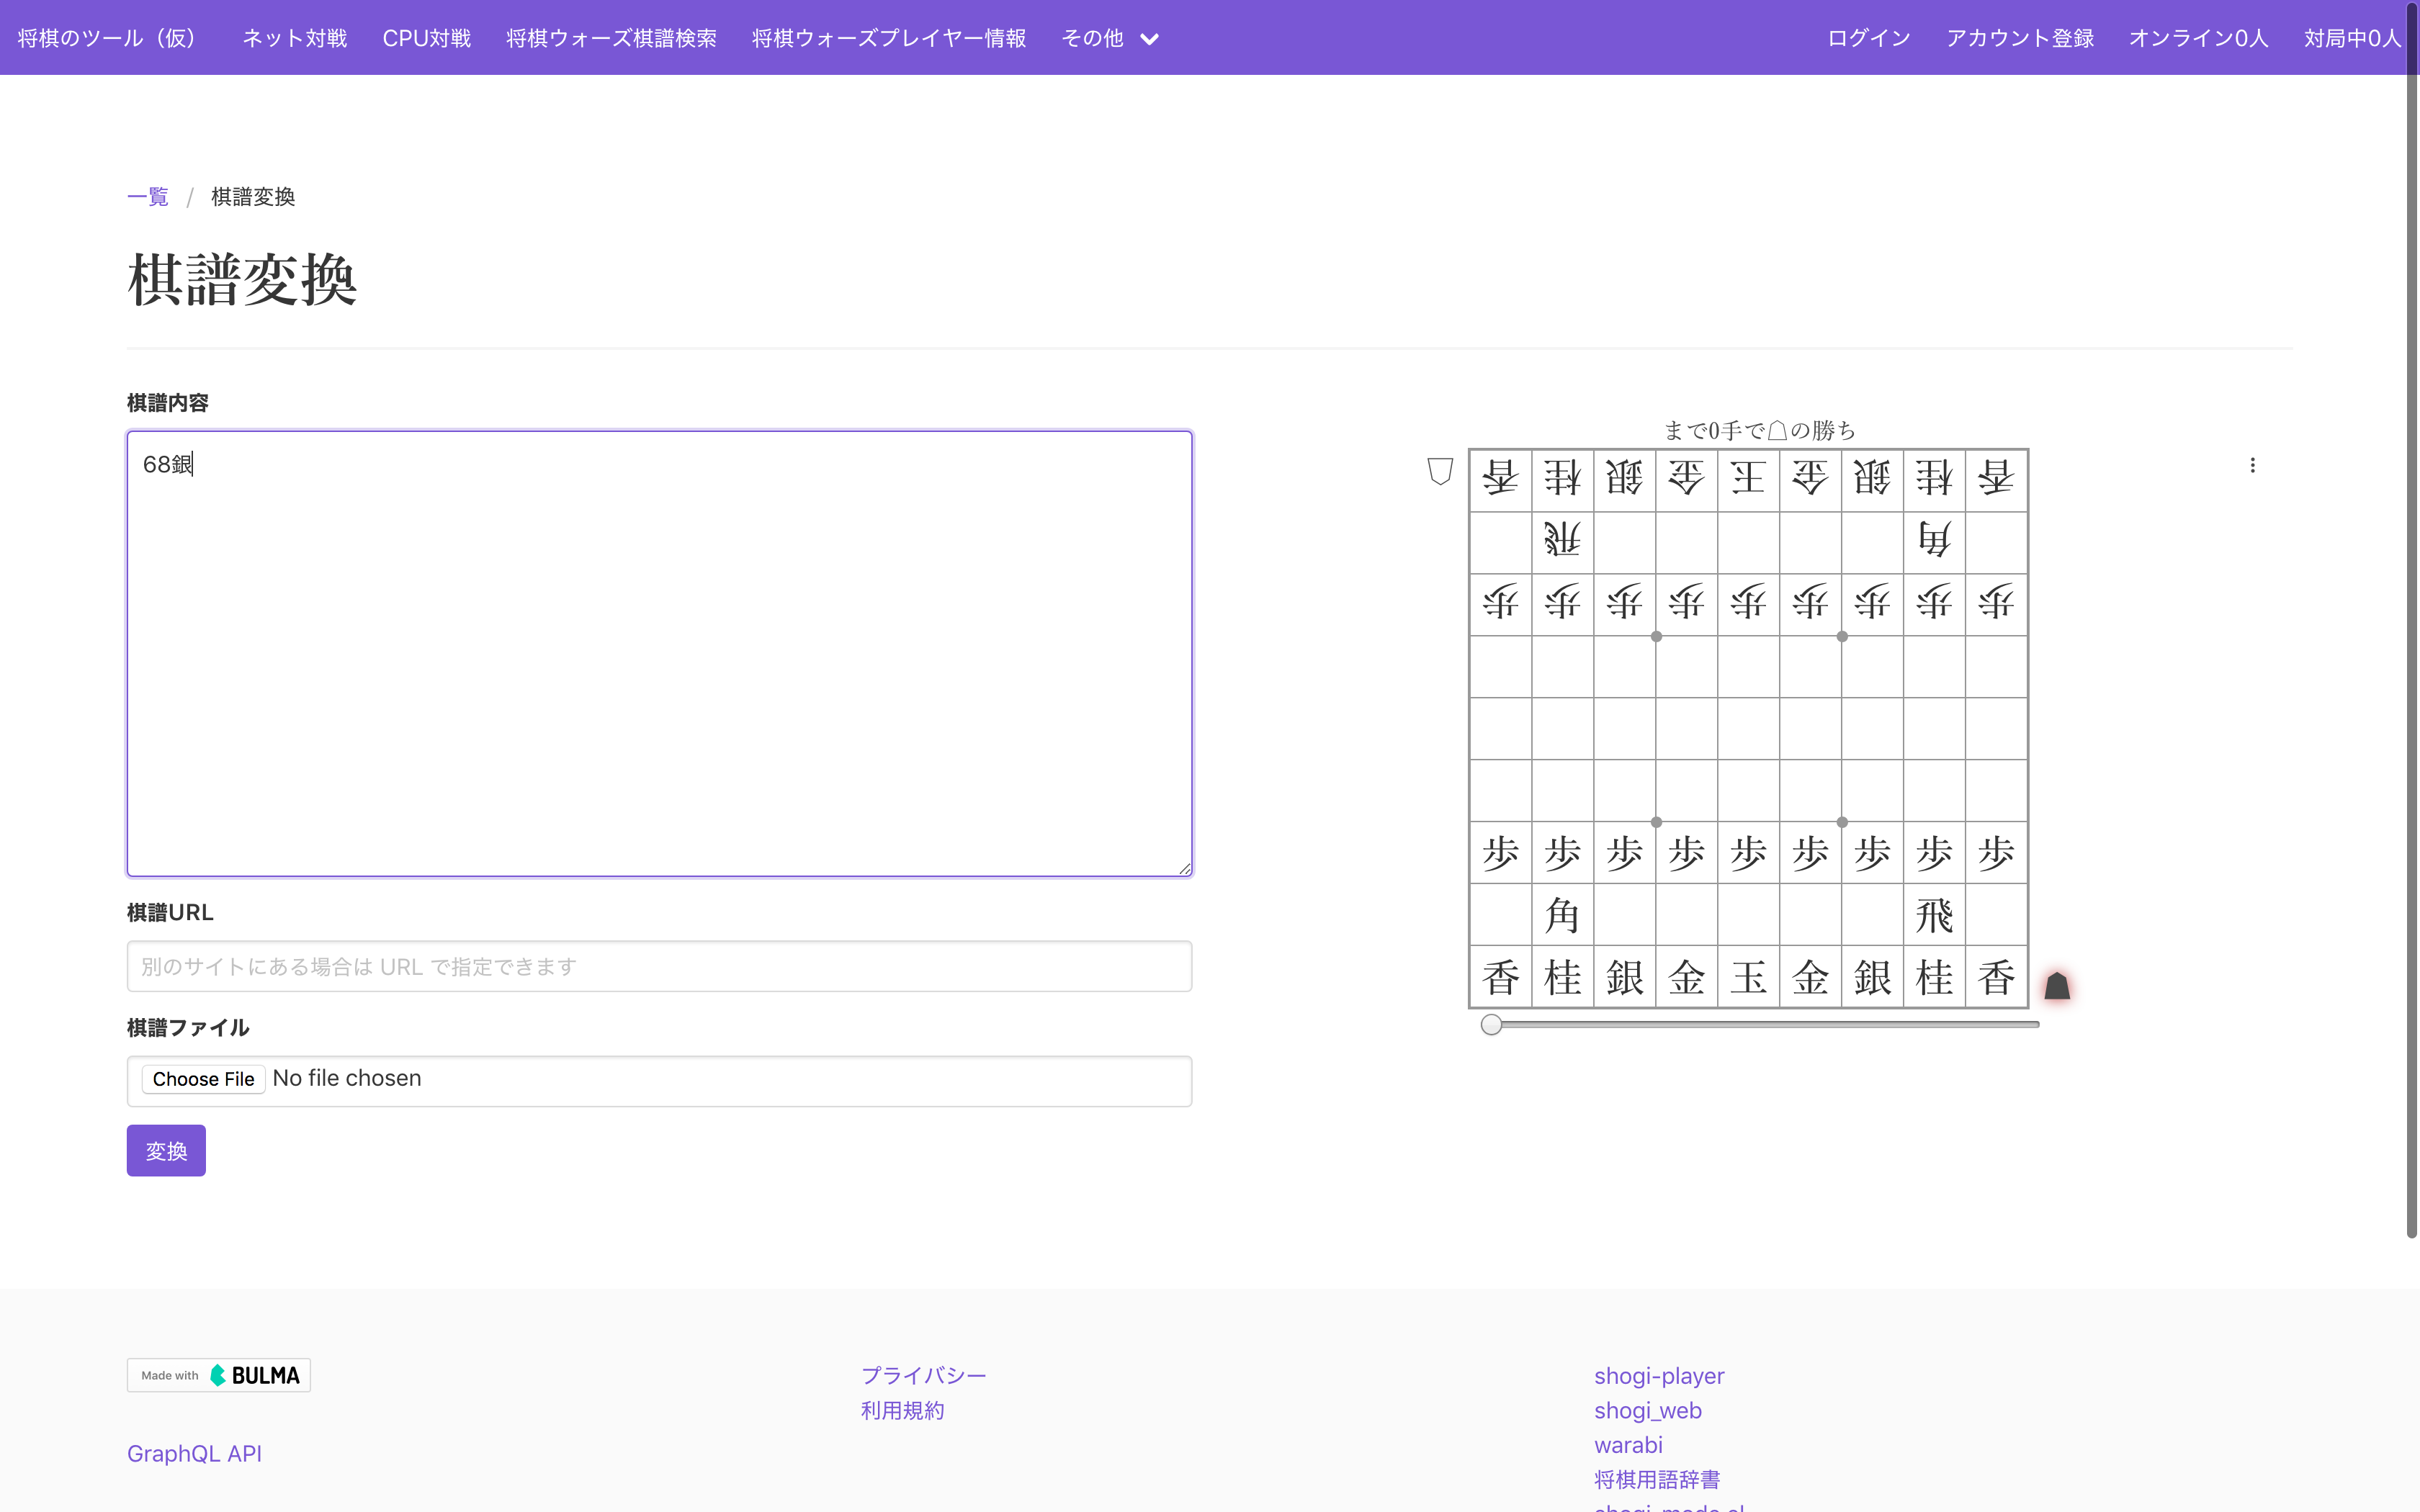 将棋のツール（仮） ネット対戦 CPU対戦 将棋ウォーズ棋譜検索 将棋ウォーズプレイヤー情報 その他 ログイン アカウント登録 オンライン0人 対局中0人
一覧 / 棋譜変換
棋譜変換
棋譜内容
68銀
棋譜URL
別のサイトにある場合は URL で指定できます
棋譜ファイル
Choose File No file chosen
変換
まで0手で☖の勝ち
香桂銀金王金銀桂香
飛角
歩歩歩歩歩歩歩歩歩
歩歩歩歩歩歩歩歩歩
角飛
香桂銀金玉金銀桂香
Made with BULMA
GraphQL API
プライバシー
利用規約
shogi-player
shogi_web
warabi
将棋用語辞書